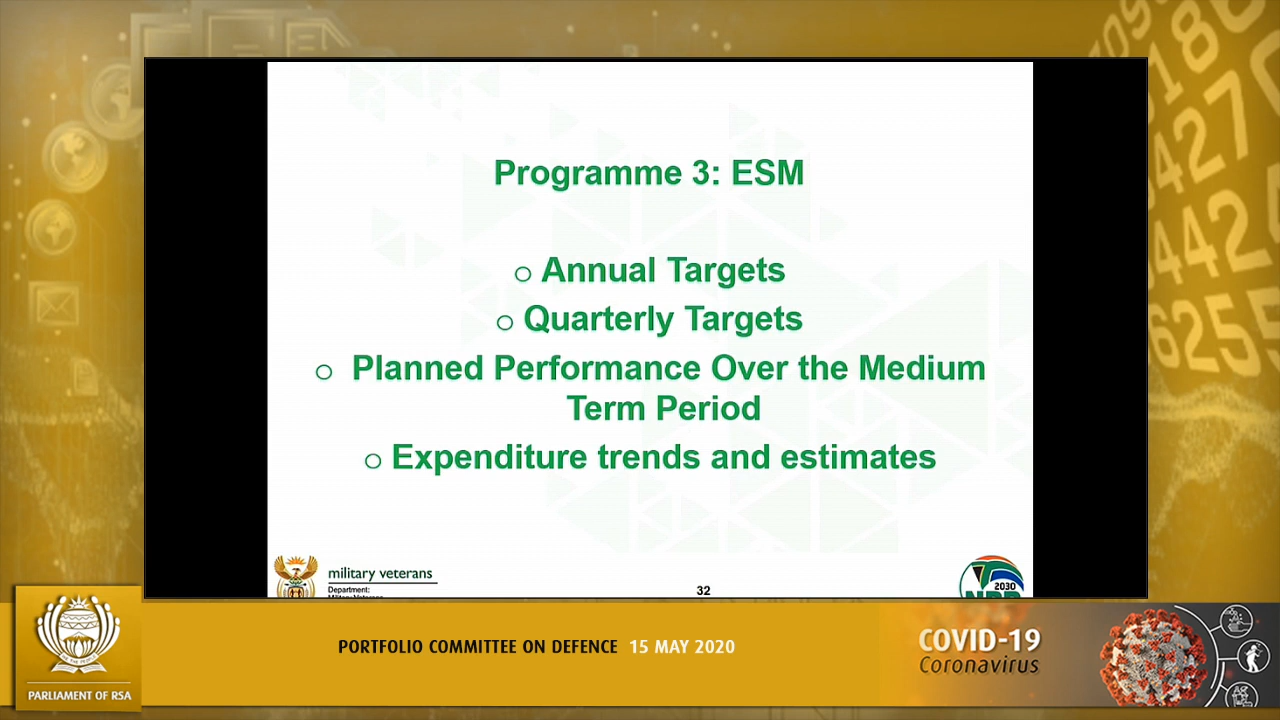 Programme 3: ESM
o Annual Targets
o Quarterly Targets
o Planned Performance Over the Medium
Term Period
o Expenditure trends and estimates
military veterans
Department:
32
2030
PORTFOLIO COMMITTEE ON DEFENCE 15 MAY 2020
PARLIAMENT OF RSA
COVID-19
Coronavirus